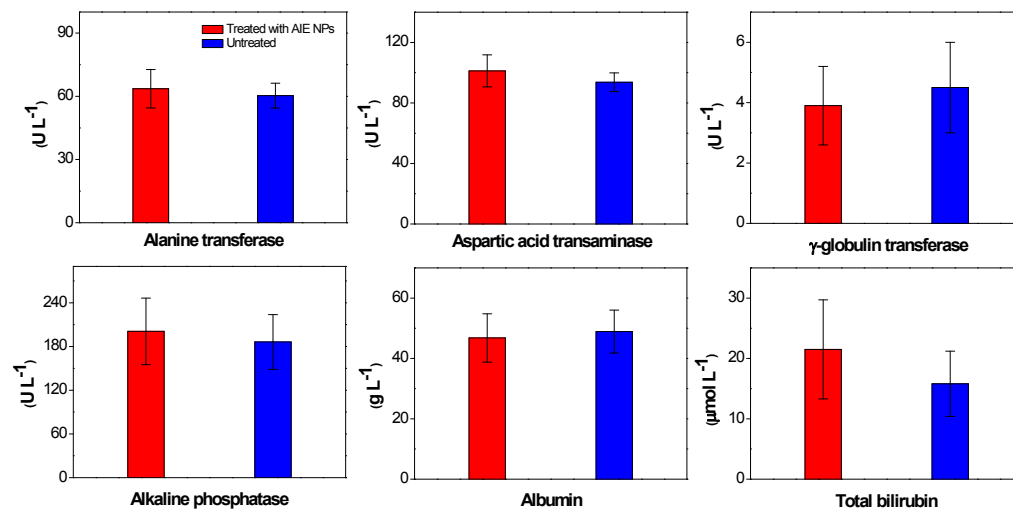 90
60
30
0
(U L⁻¹)
Treated with AIE NPs
Untreated
Alanine transferase
120
80
40
0
(U L⁻¹)
Aspartic acid transaminase
6
4
2
0
(U L⁻¹)
γ-globulin transferase
240
180
120
60
0
(U L⁻¹)
Alkaline phosphatase
60
40
20
0
(g L⁻¹)
Albumin
30
20
10
0
(μmol L⁻¹)
Total bilirubin